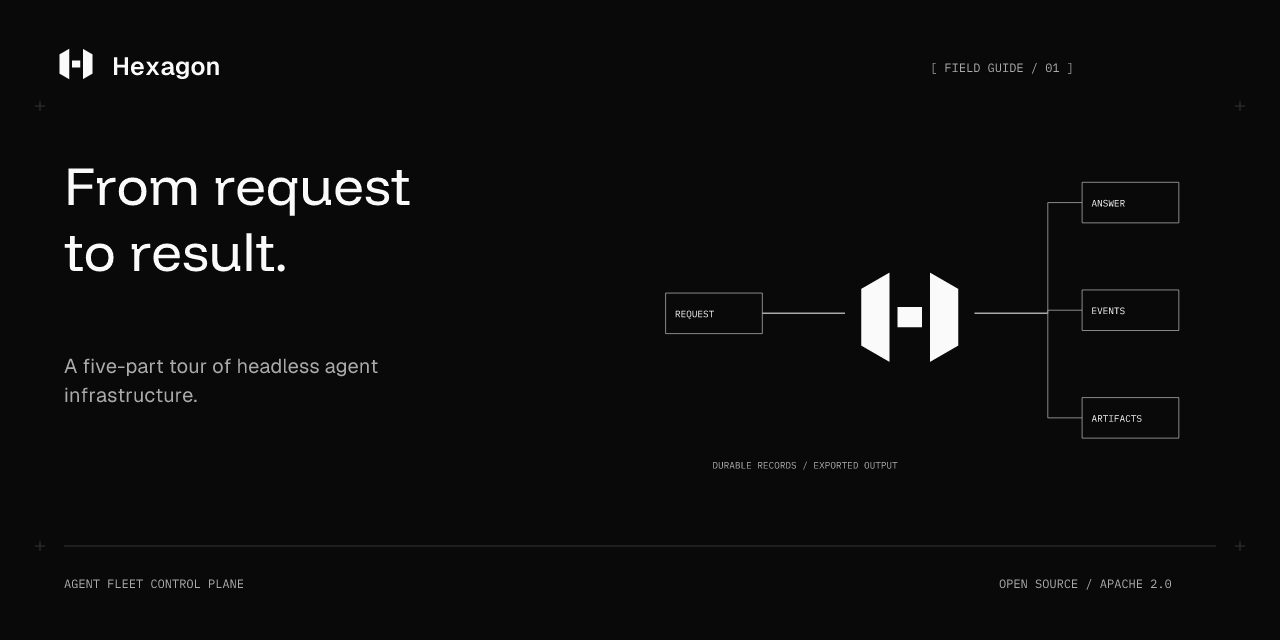 Hexagon
[ FIELD GUIDE / 01 ]
From request
to result.
A five-part tour of headless agent
infrastructure.
REQUEST
ANSWER
EVENTS
ARTIFACTS
DURABLE RECORDS / EXPORTED OUTPUT
AGENT FLEET CONTROL PLANE
OPEN SOURCE / APACHE 2.0